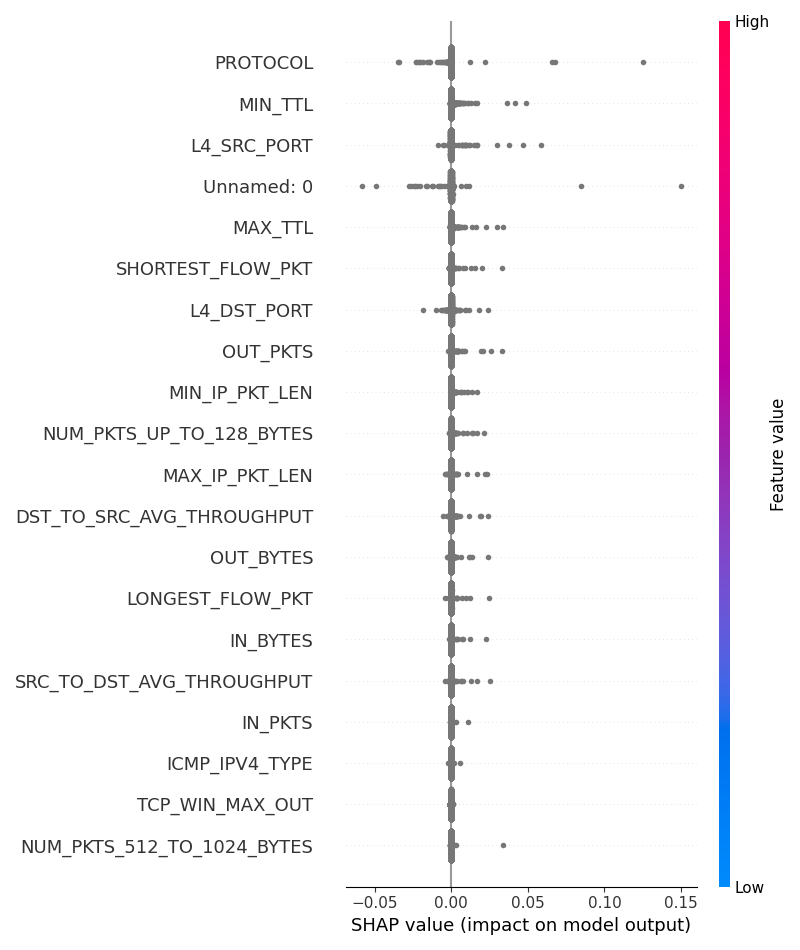 High
PROTOCOL
MIN_TTL
L4_SRC_PORT
Unnamed: 0
MAX_TTL
SHORTEST_FLOW_PKT
L4_DST_PORT
OUT_PKTS
MIN_IP_PKT_LEN
NUM_PKTS_UP_TO_128_BYTES
MAX_IP_PKT_LEN
DST_TO_SRC_AVG_THROUGHPUT
OUT_BYTES
LONGEST_FLOW_PKT
IN_BYTES
SRC_TO_DST_AVG_THROUGHPUT
IN_PKTS
ICMP_IPV4_TYPE
TCP_WIN_MAX_OUT
NUM_PKTS_512_TO_1024_BYTES
Feature value
Low
−0.05 0.00 0.05 0.10 0.15
SHAP value (impact on model output)